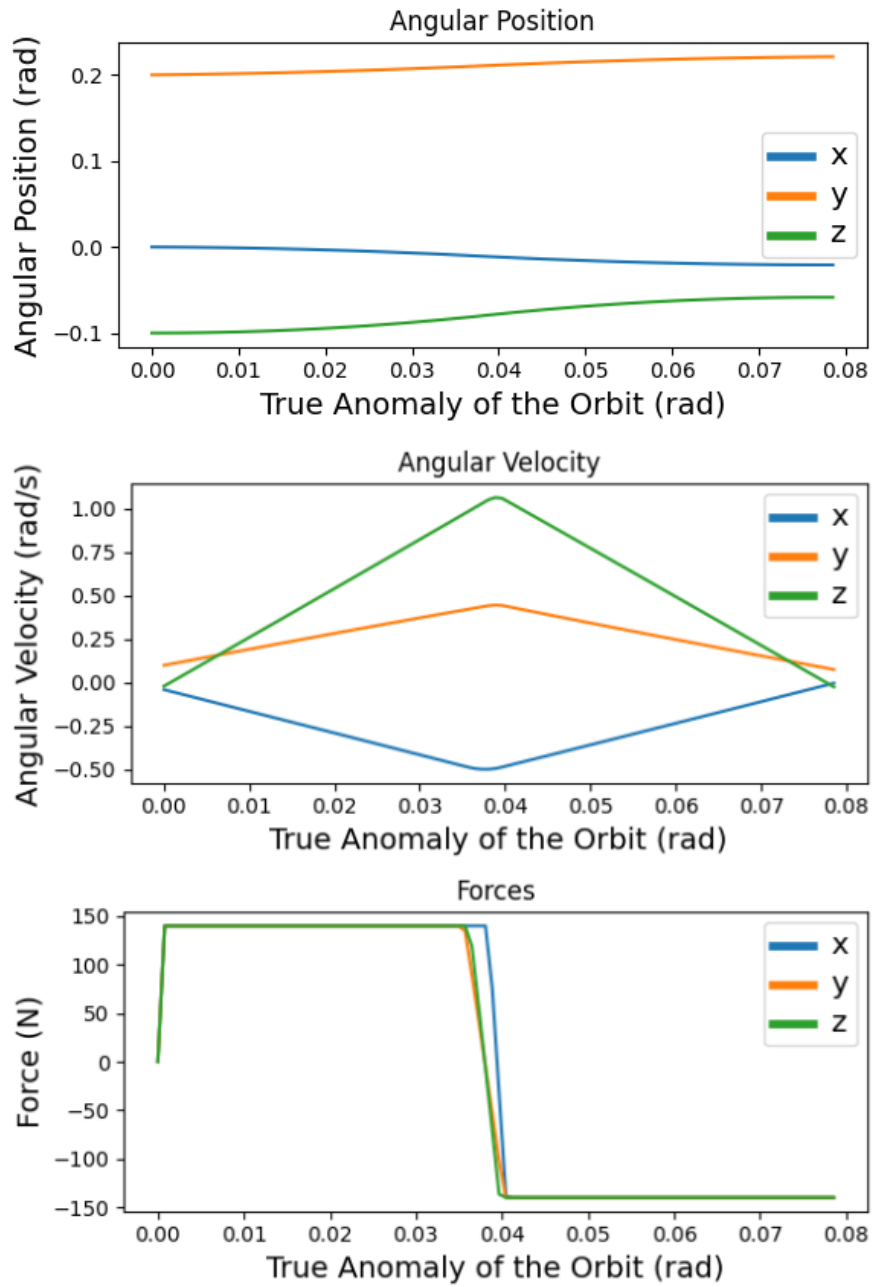 Angular Position
Angular Position (rad)
0.2
0.1
0.0
−0.1
x
y
z
0.00 0.01 0.02 0.03 0.04 0.05 0.06 0.07 0.08
True Anomaly of the Orbit (rad)
Angular Velocity
Angular Velocity (rad/s)
1.00
0.75
0.50
0.25
0.00
−0.25
−0.50
x
y
z
0.00 0.01 0.02 0.03 0.04 0.05 0.06 0.07 0.08
True Anomaly of the Orbit (rad)
Forces
Force (N)
150
100
50
0
−50
−100
−150
x
y
z
0.00 0.01 0.02 0.03 0.04 0.05 0.06 0.07 0.08
True Anomaly of the Orbit (rad)